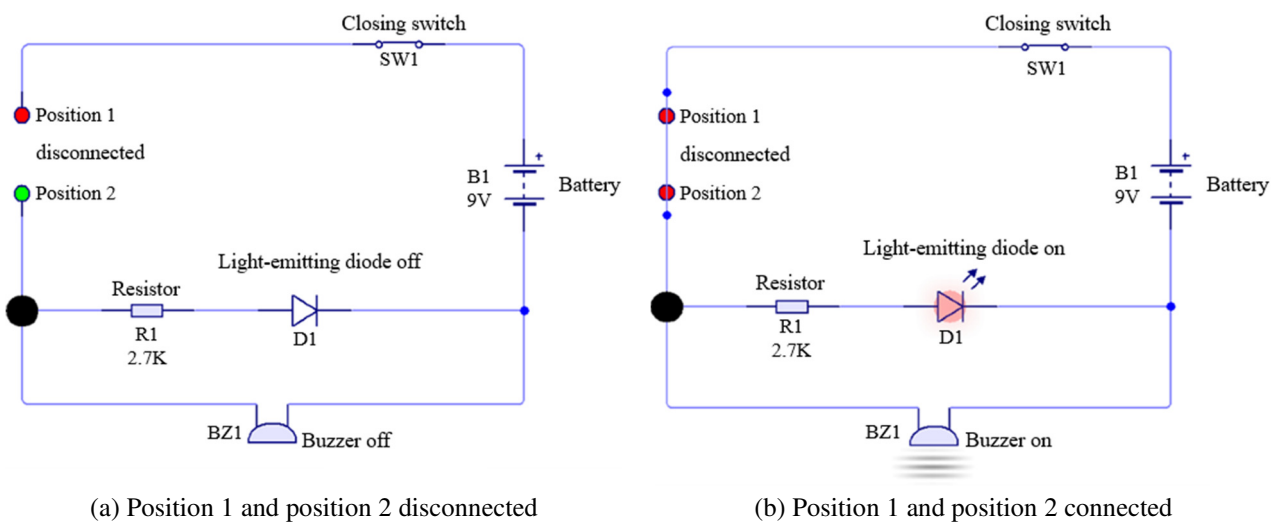 Closing switch
SW1
Position 1
disconnected
Position 2
B1
9V
+
Battery
Light-emitting diode off
Resistor
R1
2.7K
D1
BZ1
Buzzer off
(a) Position 1 and position 2 disconnected
Closing switch
SW1
Position 1
disconnected
Position 2
B1
9V
+
Battery
Light-emitting diode on
Resistor
R1
2.7K
D1
BZ1
Buzzer on
(b) Position 1 and position 2 connected